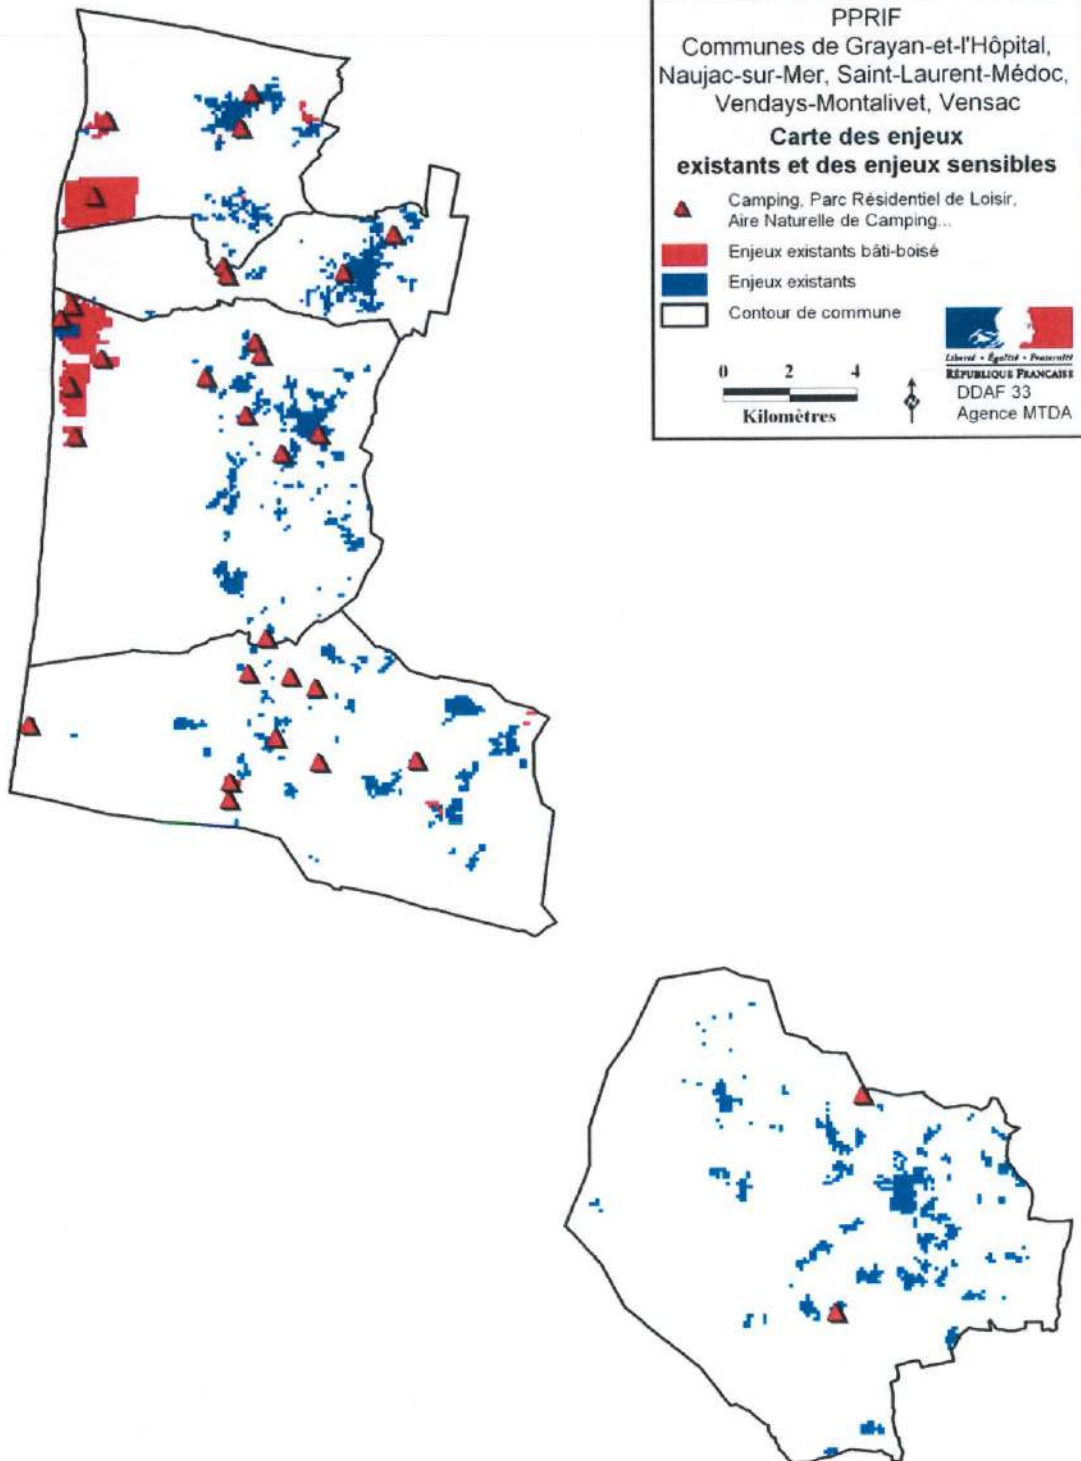 PPRIF
Communes de Grayan-et-l'Hôpital,
Naujac-sur-Mer, Saint-Laurent-Médoc,
Vendays-Montalivet, Vensac
Carte des enjeux
existants et des enjeux sensibles
Camping, Parc Résidentiel de Loisir,
Aire Naturelle de Camping...
Enjeux existants bâti-boisé
Enjeux existants
Contour de commune
Liberté • Égalité • Fraternité
RÉPUBLIQUE FRANÇAISE
0 2 4
Kilomètres
N
DDAF 33
Agence MTDA